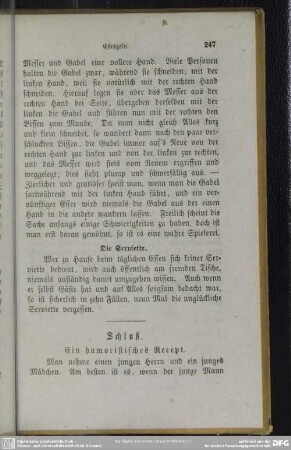 Eßregeln. 247
Messer und Gabel eine vollere Hand. Viele Personen
halten die Gabel zwar, während sie schneiden, mit der
linken Hand, weil sie natürlich mit der rechten Hand
schneiden. Hierauf legen sie aber das Messer aus der
rechten Hand bei Seite, übergeben derselben mit der
linken die Gabel und führen nun mit der rechten den
Bissen zum Munde. Da man nicht gleich Alles kurz
und klein schneidet, so wandert dann nach den paar ver-
schluckten Bissen, die Gabel immer auf's Neue von der
rechten Hand zur linken und von der linken zur rechten,
und das Messer wird stets vom Neuem ergriffen und
weggelegt; dies sieht plump und schwerfällig aus. —
Zierlicher und graziöser speist man, wenn man die Gabel
fortwährend mit der linken Hand führt, und ein ver-
nünftiger Esser wird niemals die Gabel aus der einen
Hand in die andere wandern lassen. Freilich scheint die
Sache anfangs einige Schwierigkeiten zu haben, doch ist
man erst daran gewöhnt, so ist es eine wahre Spielerei.
Die Serviette.
Wer zu Hause beim täglichen Essen sich keiner Ser-
viette bedient, wird auch öffentlich am fremden Tische,
niemals anständig damit umzugehen wissen. Auch wenn
er selbst Gäste hat und auf Alles sorgsam bedacht war,
so ist sicherlich in zehn Fällen, neun Mal die unglückliche
Serviette vergessen.
Schluß.
Ein humoristisches Recept.
Man nehme einen jungen Herrn und ein junges
Mädchen. Am besten ist es, wenn der junge Mann